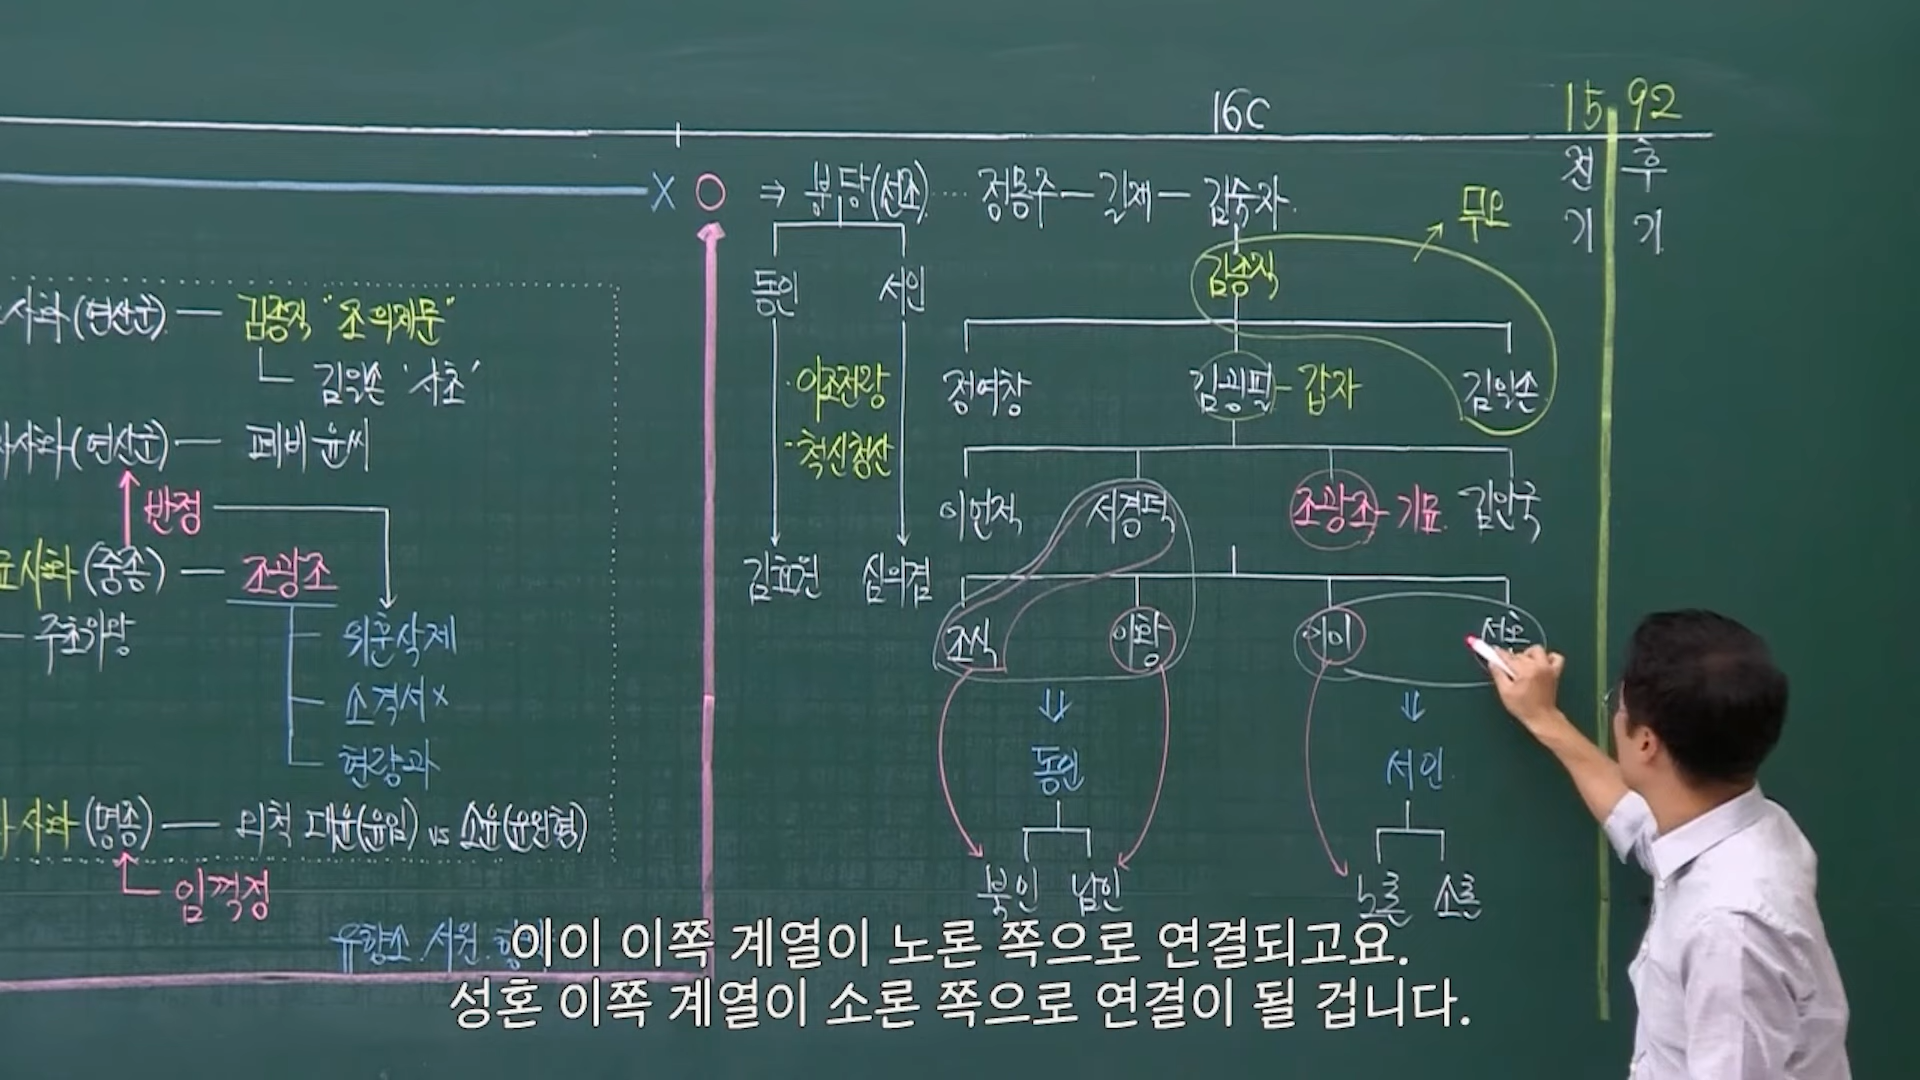 16C
15 92
전기 후기
X O ⇒ 붕당(선조) ···· 정몽주 ─ 길재 ─ 김숙자
무오
동인 서인
김종직
사화(연산군) ─ 김종직 "조의제문"
김일손 '사초'
·이조전랑
·척신청산
정여창 김굉필 ─ 갑자 김일손
사화(연산군) ─ 폐비 윤씨
반정
이언적 서경덕 조광조 ─ 기묘 김안국
묘사화(중종) ─ 조광조
김효원 심의겸
주초위왕
위훈삭제
조식 이황 이이 성혼
소격서 x
현량과
⇓ ⇓
동인 서인
사화(명종) ─ 외척 대윤(윤임) vs 소윤(윤원형)
임꺽정
북인 남인 노론 소론
유향소. 서원.
이이 이쪽 계열이 노론 쪽으로 연결되고요.
성혼 이쪽 계열이 소론 쪽으로 연결이 될 겁니다.